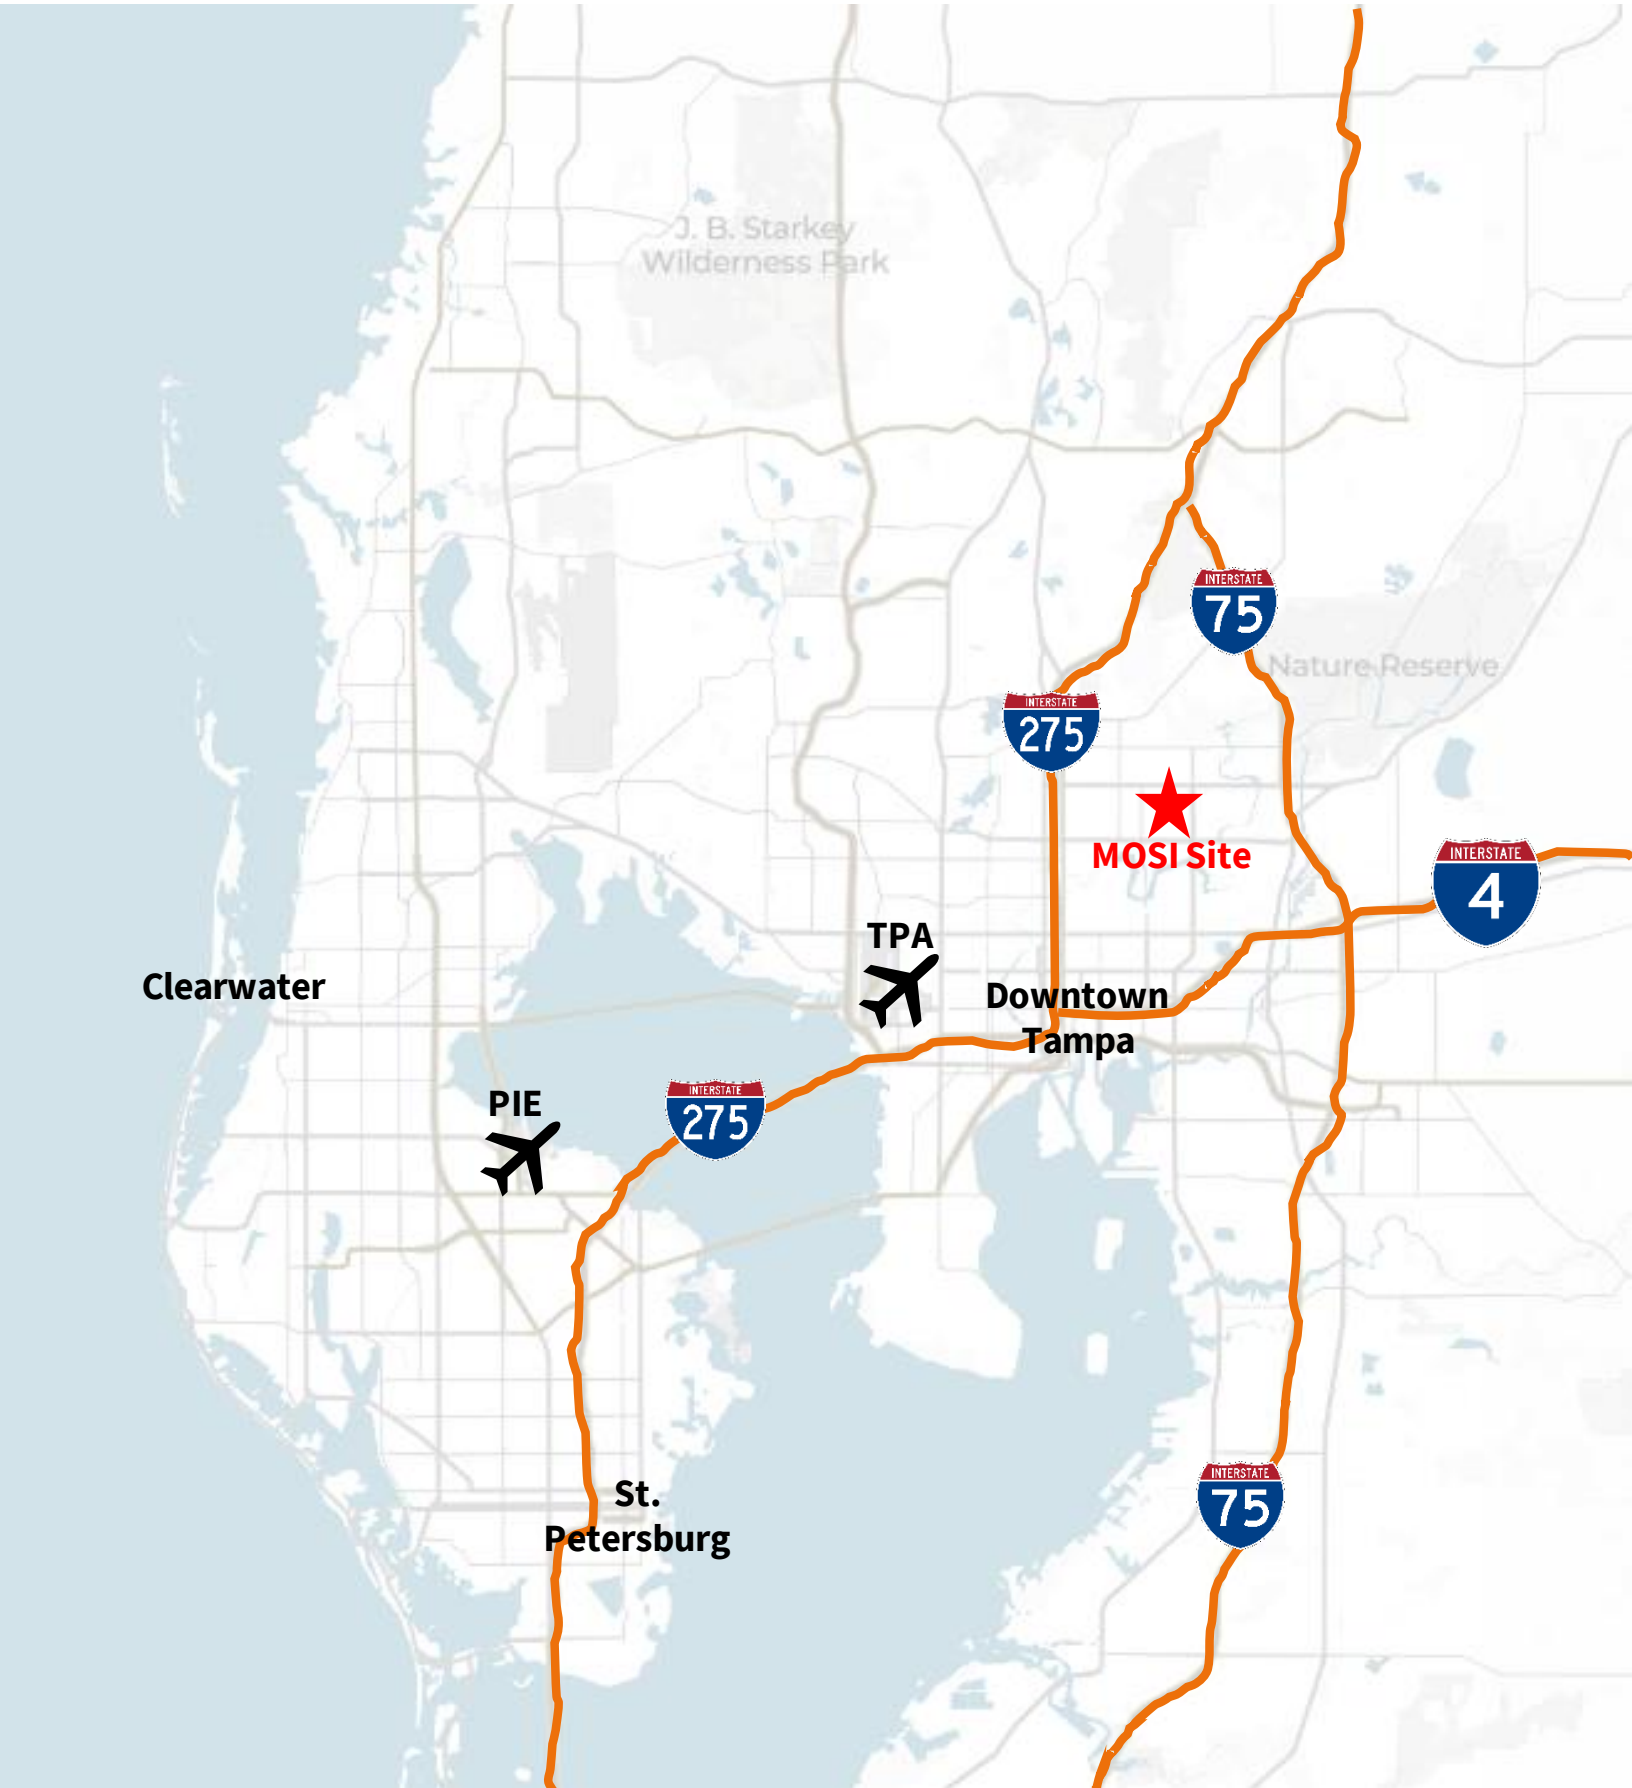 J. B. Starkey
Wilderness Park
INTERSTATE
75
Nature Reserve
INTERSTATE
275
MOSI Site
INTERSTATE
4
TPA
Clearwater
Downtown
Tampa
PIE
INTERSTATE
275
INTERSTATE
75
St.
Petersburg